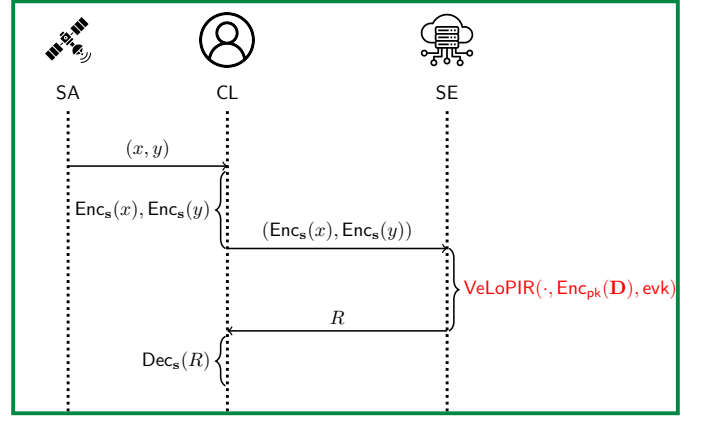 SA CL SE
(x, y)
Enc_s(x), Enc_s(y)
(Enc_s(x), Enc_s(y))
VeLoPIR(·, Enc_pk(D), evk)
R
Dec_s(R)